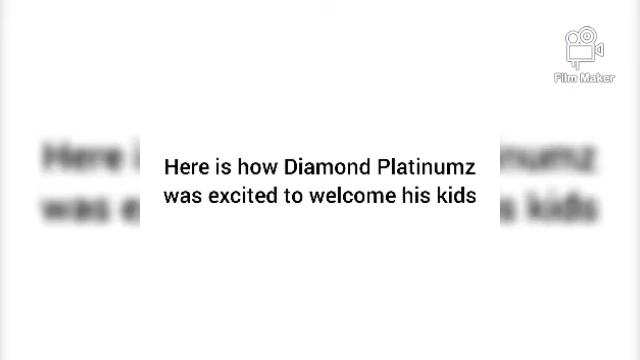 Film Maker
Here is how Diamond Platinumz
was excited to welcome his kids